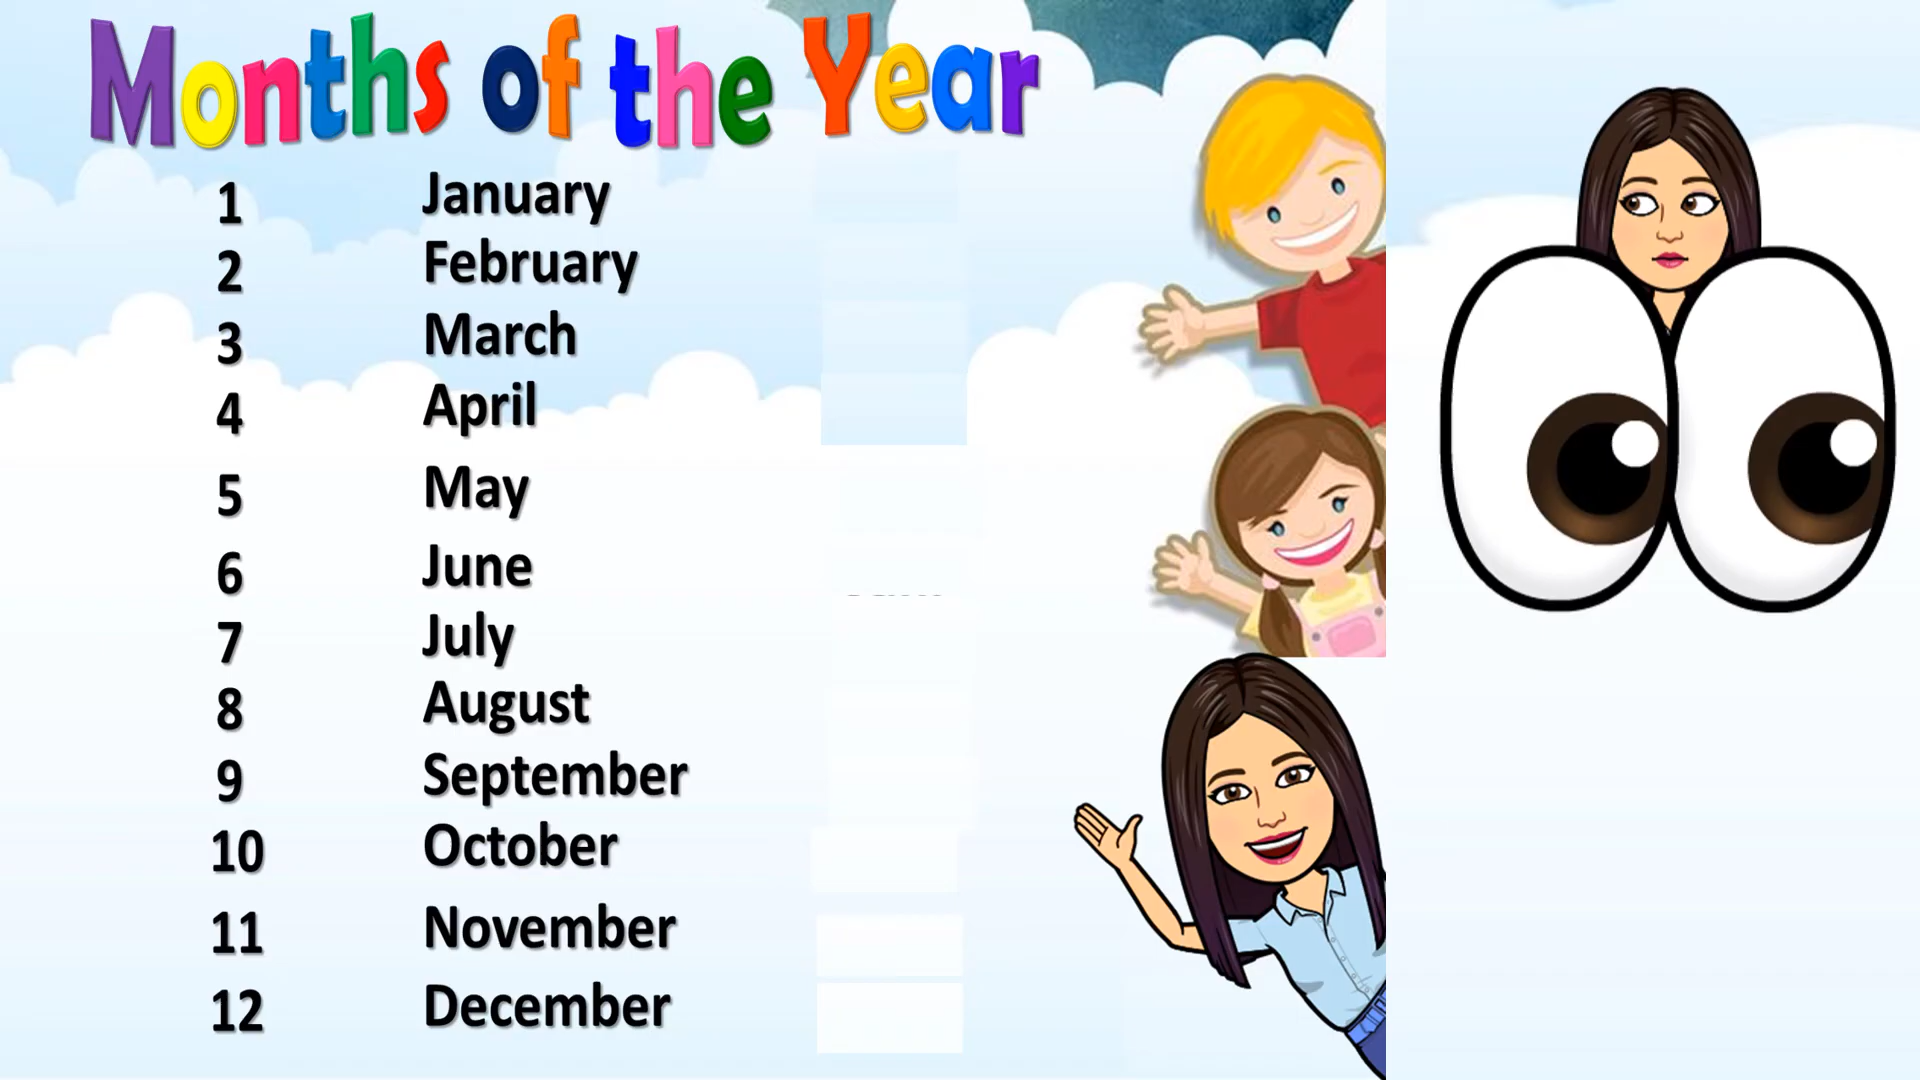 Months of the Year
1 January
2 February
3 March
4 April
5 May
6 June
7 July
8 August
9 September
10 October
11 November
12 December